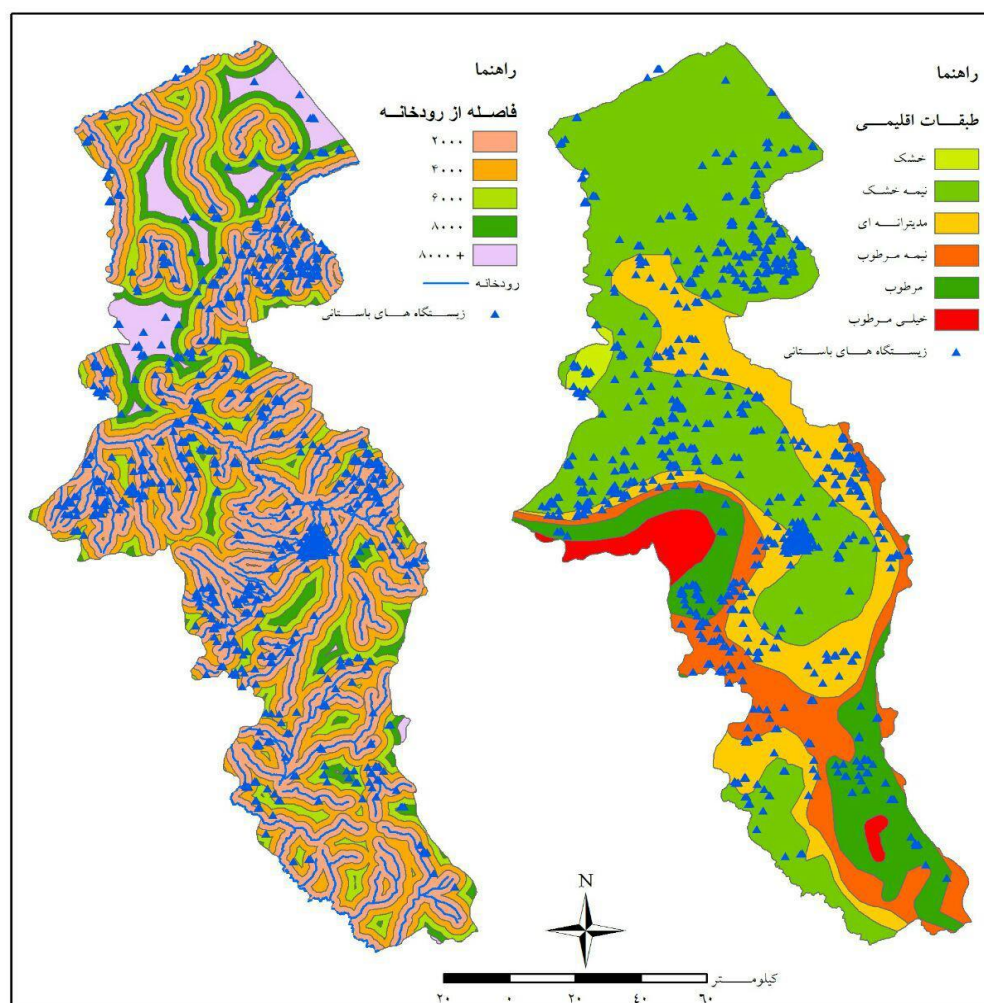 راهنما
فاصله از رودخانه
۲۰۰۰
۴۰۰۰
۶۰۰۰
۸۰۰۰
۸۰۰۰ +
رودخانه
زیستگاه های باستانی
راهنما
طبقات اقلیمی
خشک
نیمه خشک
مدیترانه ای
نیمه مرطوب
مرطوب
خیلی مرطوب
زیستگاه های باستانی
N
کیلومتر
۲۰ ۰ ۲۰ ۴۰ ۶۰